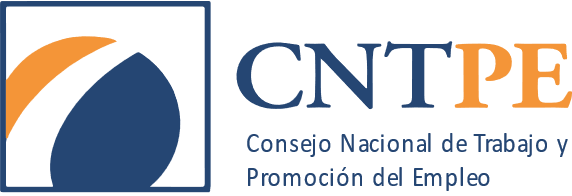 CNTPE
Consejo Nacional de Trabajo y
Promoción del Empleo